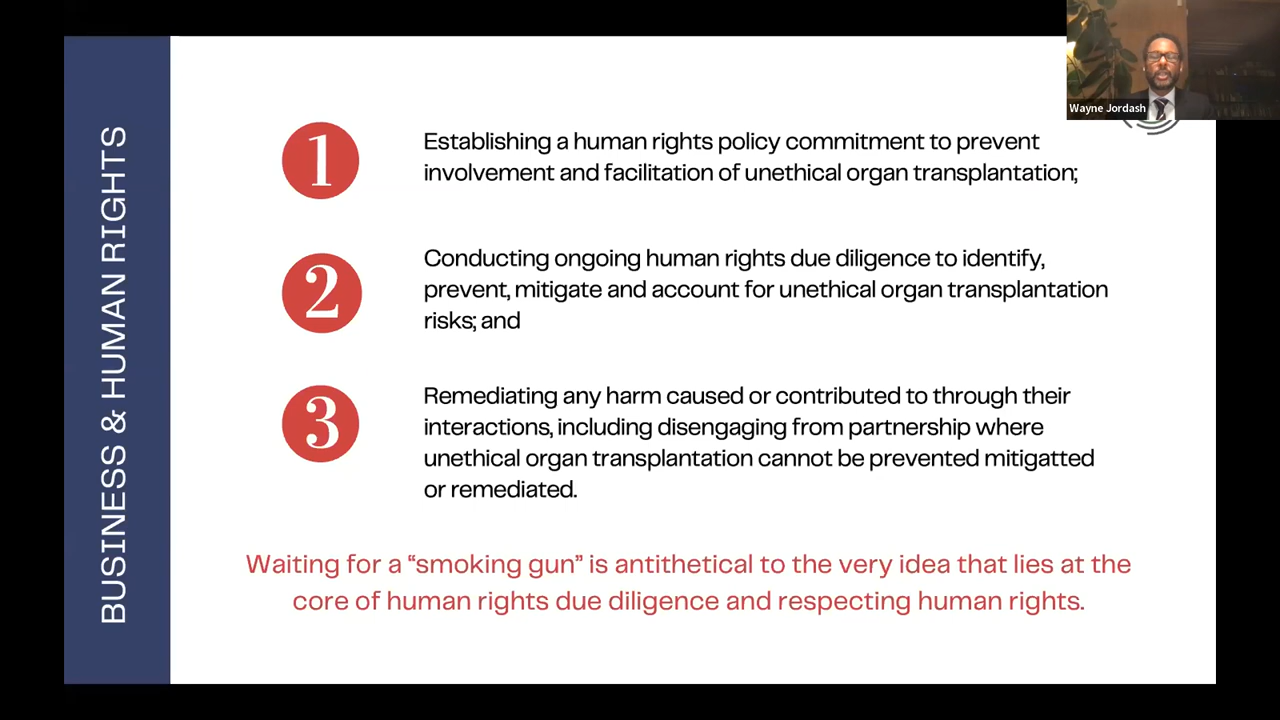 BUSINESS & HUMAN RIGHTS
Wayne Jordash
1
Establishing a human rights policy commitment to prevent
involvement and facilitation of unethical organ transplantation;
2
Conducting ongoing human rights due diligence to identify,
prevent, mitigate and account for unethical organ transplantation
risks; and
3
Remediating any harm caused or contributed to through their
interactions, including disengaging from partnership where
unethical organ transplantation cannot be prevented mitigatted
or remediated.
Waiting for a “smoking gun” is antithetical to the very idea that lies at the
core of human rights due diligence and respecting human rights.